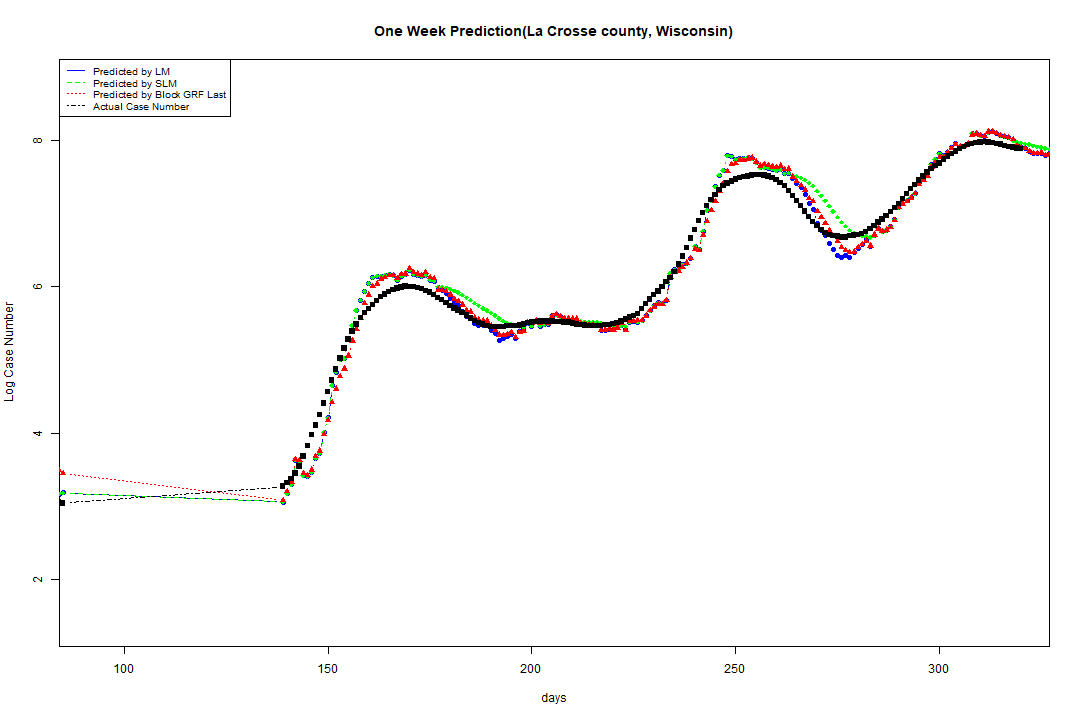 One Week Prediction(La Crosse county, Wisconsin)
Predicted by LM
Predicted by SLM
Predicted by Block GRF Last
Actual Case Number
8
6
4
2
Log Case Number
100 150 200 250 300
days